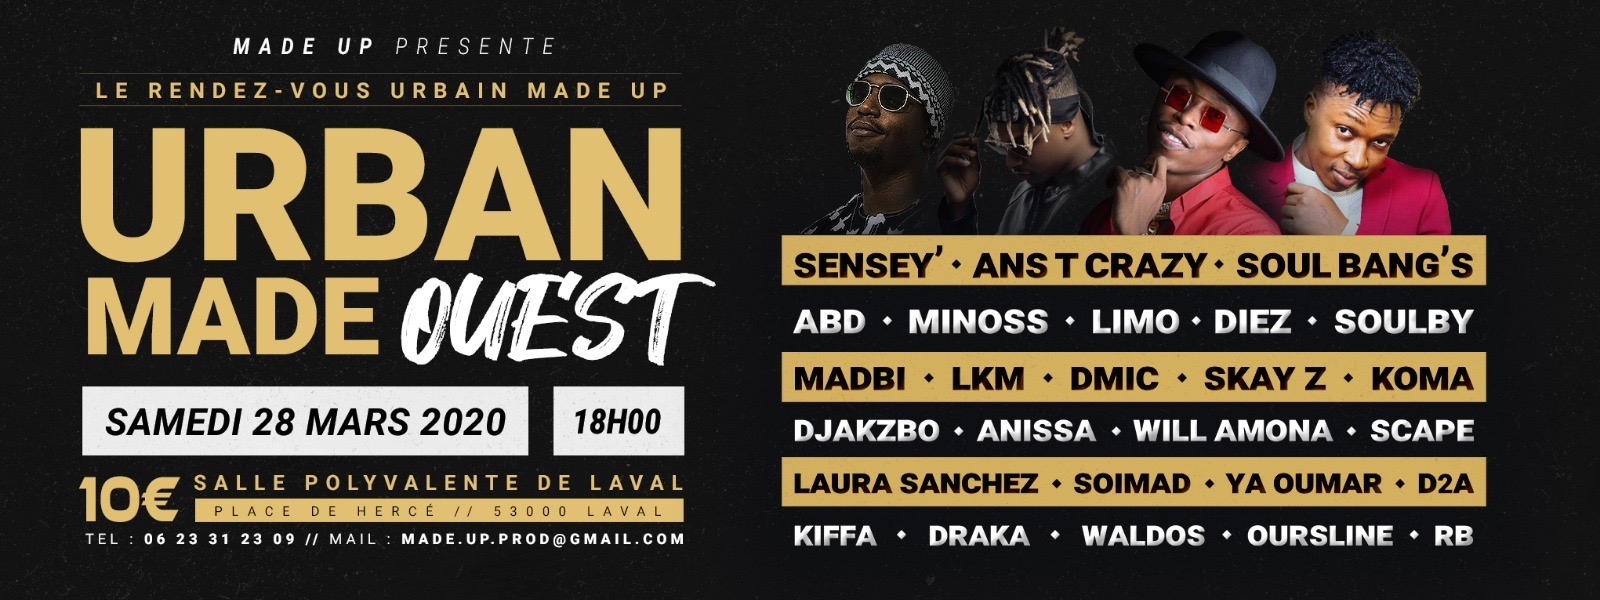 MADE UP PRESENTE
LE RENDEZ-VOUS URBAIN MADE UP
URBAN
MADE OUE'ST
SAMEDI 28 MARS 2020 18H00
10€ SALLE POLYVALENTE DE LAVAL
PLACE DE HERCÉ // 53000 LAVAL
TEL : 06 23 31 23 09 // MAIL : MADE.UP.PROD@GMAIL.COM
SENSEY' · ANS T CRAZY · SOUL BANG'S
ABD · MINOSS · LIMO · DIEZ · SOULBY
MADBI · LKM · DMIC · SKAY Z · KOMA
DJAKZBO · ANISSA · WILL AMONA · SCAPE
LAURA SANCHEZ · SOIMAD · YA OUMAR · D2A
KIFFA · DRAKA · WALDOS · OURSLINE · RB